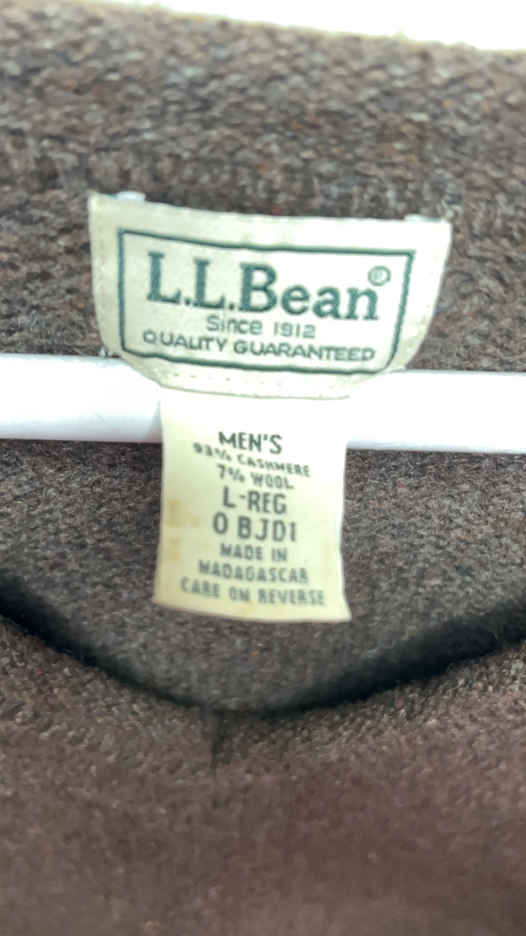 L.L.Bean®
Since 1912
QUALITY GUARANTEED
MEN'S
93% CASHMERE
7% WOOL
L-REG
0 BJD1
MADE IN
MADAGASCAR
CARE ON REVERSE